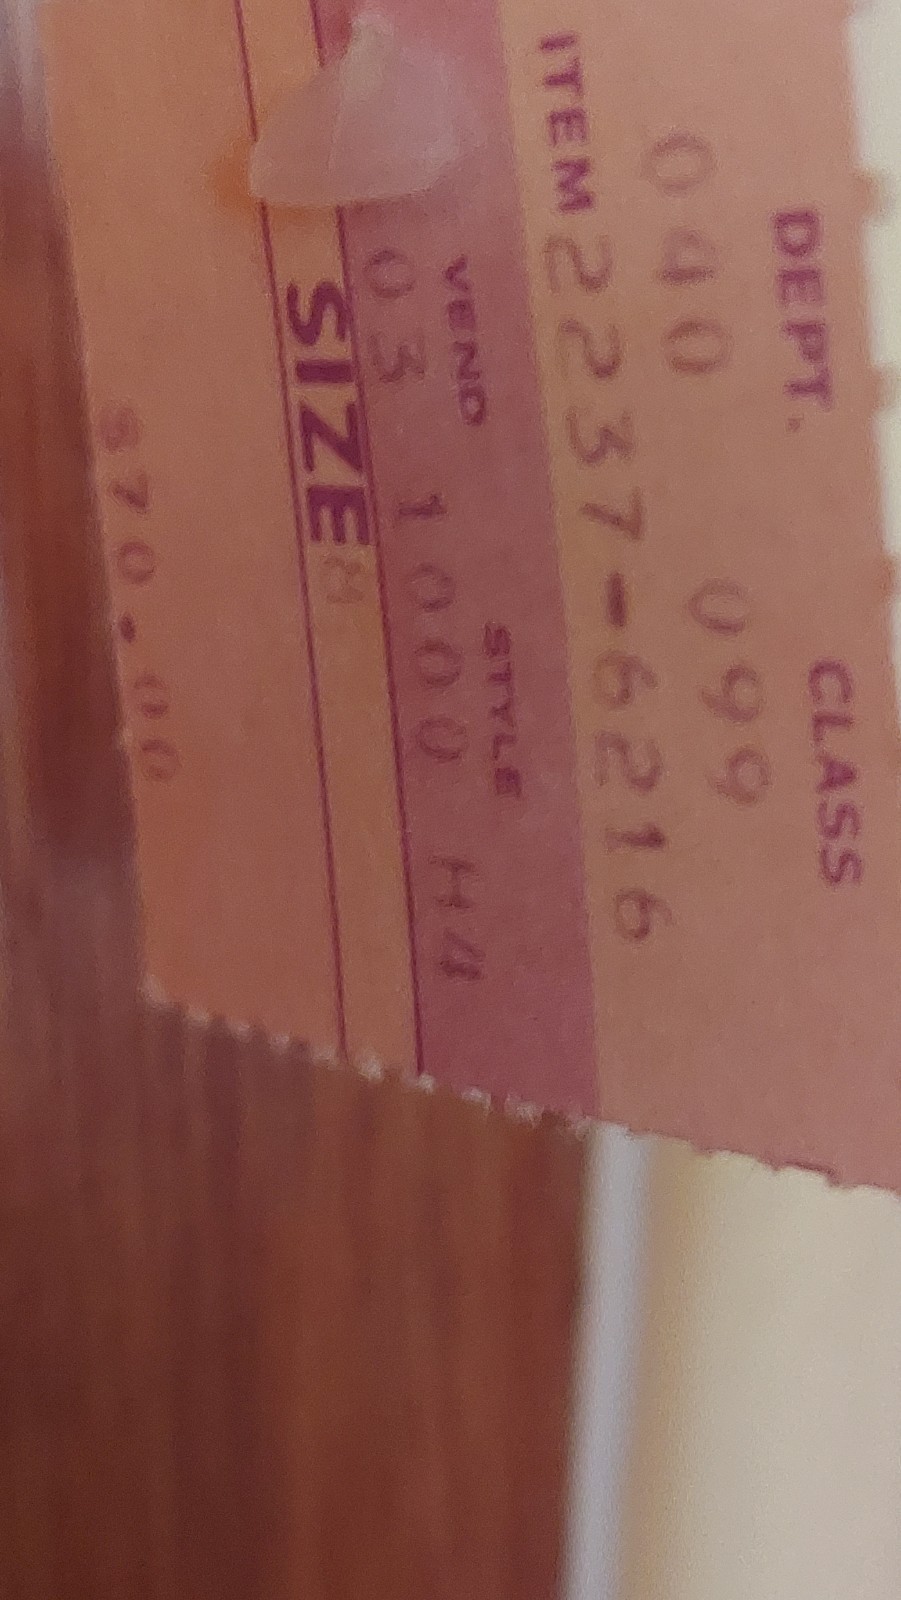 DEPT. CLASS
040 099
ITEM 2237-6216
VEND STYLE
03 1000 H4
SIZE
$70.00